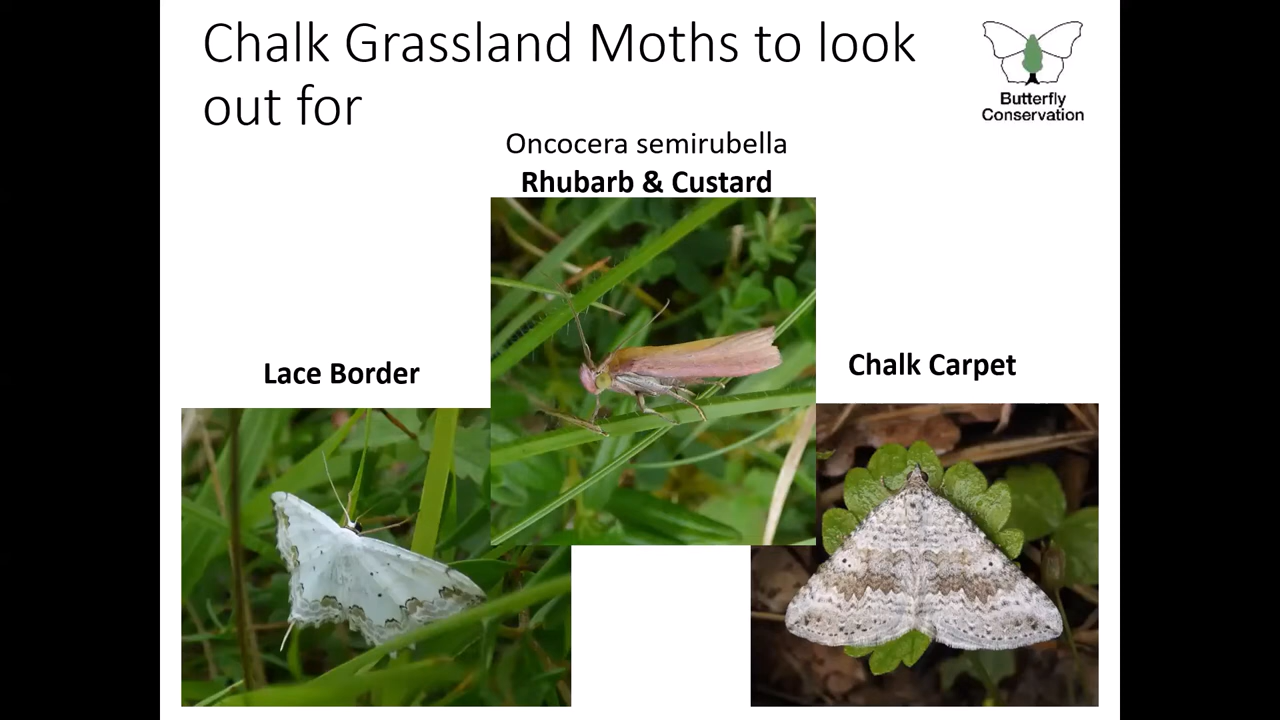 Chalk Grassland Moths to look
out for
Butterfly
Conservation
Oncocera semirubella
Rhubarb & Custard
Lace Border
Chalk Carpet